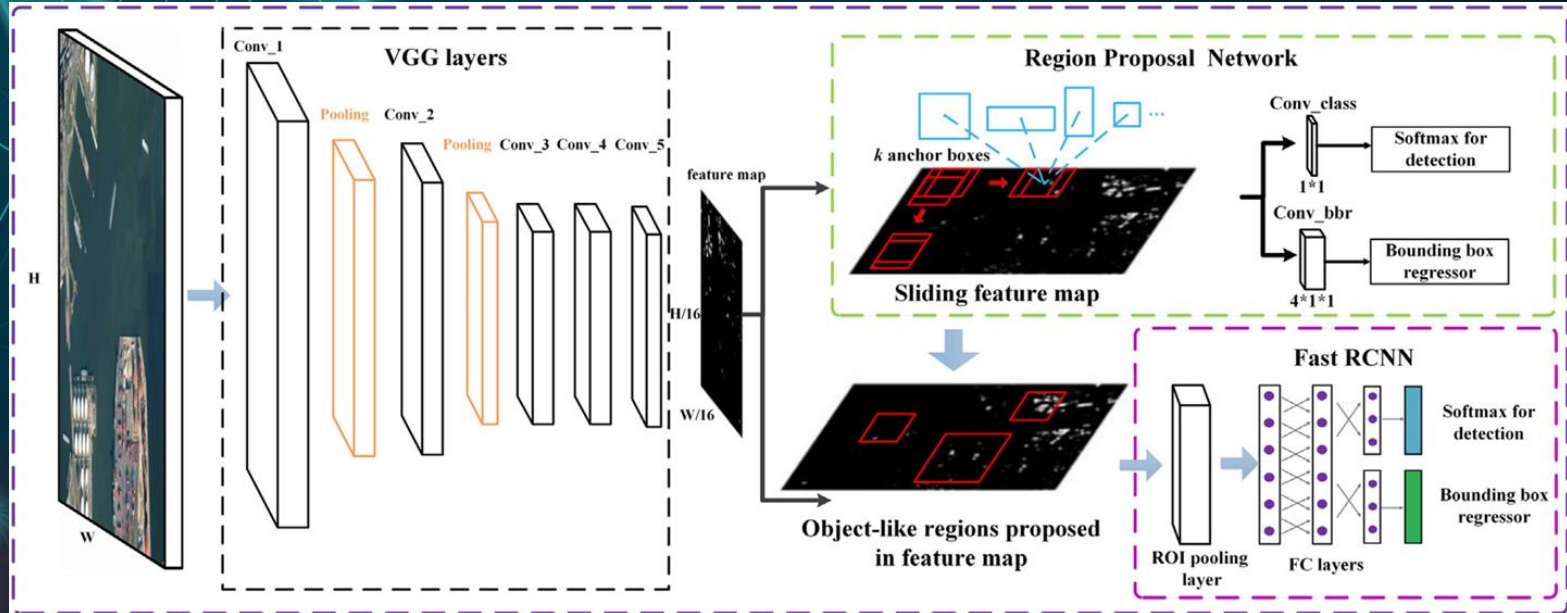 H
W
VGG layers
Conv_1
Pooling
Conv_2
Pooling
Conv_3
Conv_4
Conv_5
feature map
H/16
W/16
Region Proposal Network
k anchor boxes
...
Sliding feature map
Conv_class
1*1
Softmax for
detection
Conv_bbr
4*1*1
Bounding box
regressor
Object-like regions proposed
in feature map
Fast RCNN
ROI pooling
layer
FC layers
Softmax for
detection
Bounding box
regressor